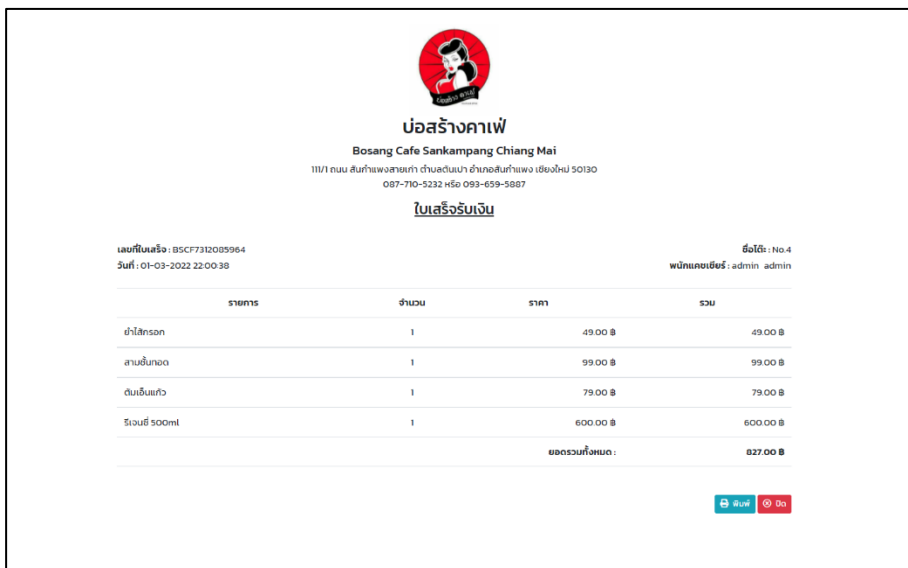 บ่อสร้าง คาเฟ่
บ่อสร้างคาเฟ่
Bosang Cafe Sankampang Chiang Mai
111/1 ถนน สันกำแพงสายเก่า ตำบลต้นเปา อำเภอสันกำแพง เชียงใหม่ 50130
087-710-5232 หรือ 093-659-5887
ใบเสร็จรับเงิน
เลขที่ใบเสร็จ : BSCF7312085964 ชื่อโต๊ะ : No.4
วันที่ : 01-03-2022 22:00:38 พนักแคชเชียร์ : admin admin
รายการ จำนวน ราคา รวม
ยำไส้กรอก 1 49.00 ฿ 49.00 ฿
สามชั้นทอด 1 99.00 ฿ 99.00 ฿
ต้มเอ็นแก้ว 1 79.00 ฿ 79.00 ฿
รีเจนซี่ 500ml 1 600.00 ฿ 600.00 ฿
ยอดรวมทั้งหมด : 827.00 ฿
พิมพ์ ปิด